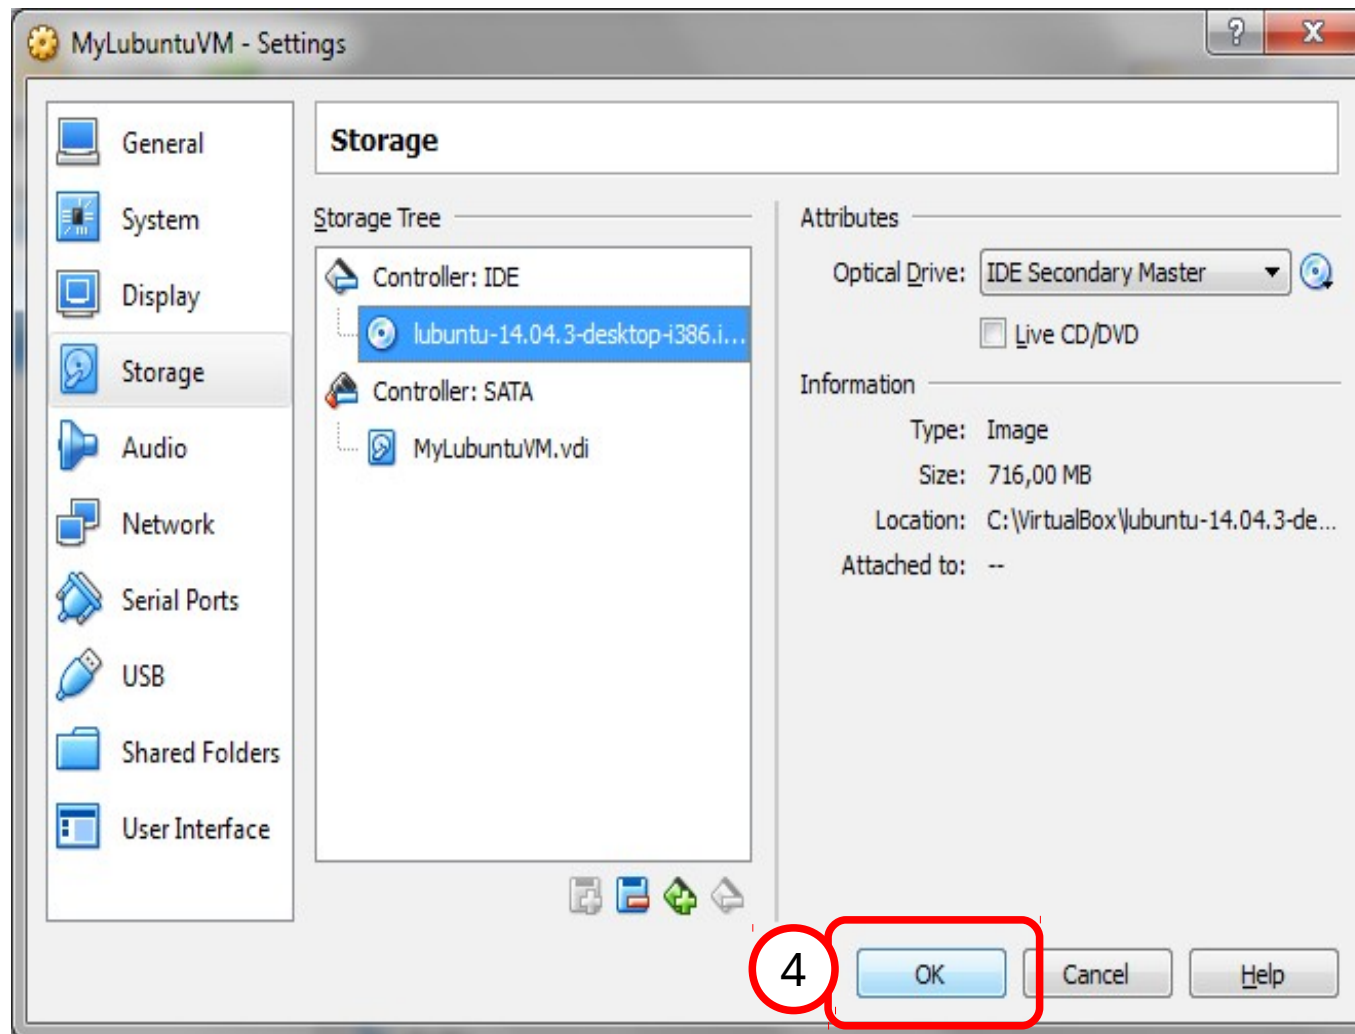 MyLubuntuVM - Settings
?
X
General
System
Display
Storage
Audio
Network
Serial Ports
USB
Shared Folders
User Interface
Storage
Storage Tree
Controller: IDE
lubuntu-14.04.3-desktop-i386.i...
Controller: SATA
MyLubuntuVM.vdi
Attributes
Optical Drive: IDE Secondary Master
Live CD/DVD
Information
Type: Image
Size: 716,00 MB
Location: C:\VirtualBox\lubuntu-14.04.3-de...
Attached to: --
4
OK Cancel Help